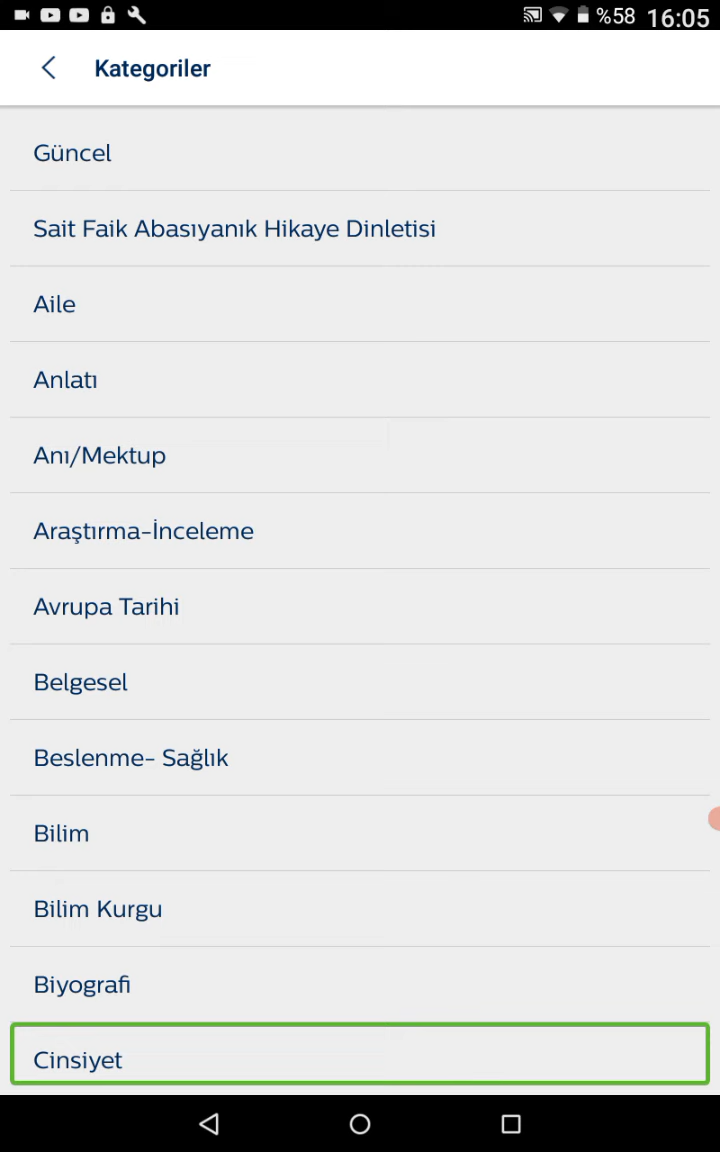 %58 16:05
Kategoriler
Güncel
Sait Faik Abasıyanık Hikaye Dinletisi
Aile
Anlatı
Anı/Mektup
Araştırma-İnceleme
Avrupa Tarihi
Belgesel
Beslenme- Sağlık
Bilim
Bilim Kurgu
Biyografi
Cinsiyet